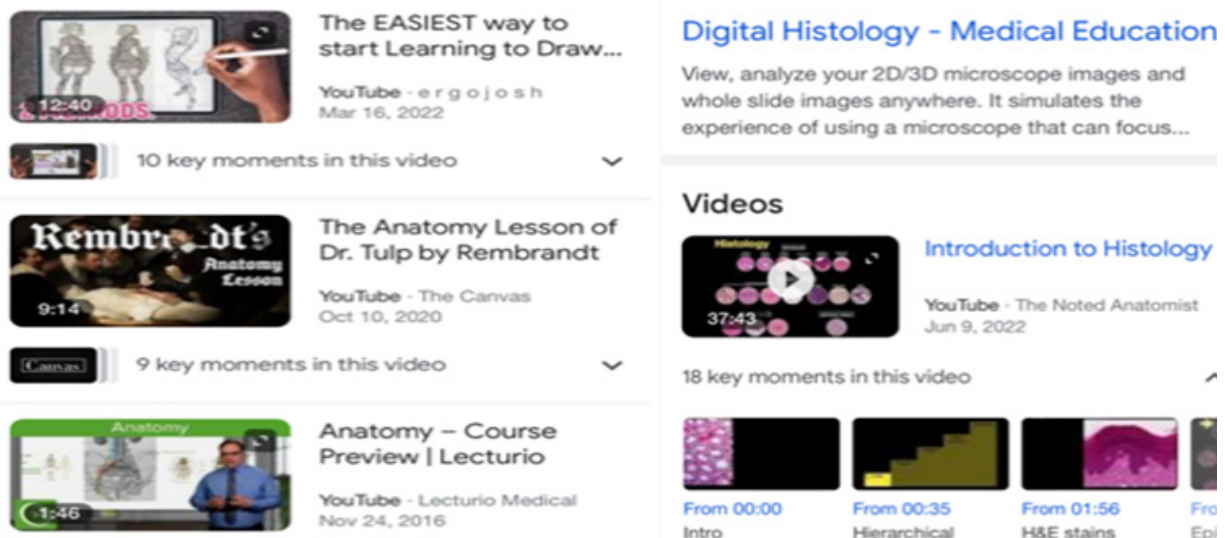 The EASIEST way to
start Learning to Draw...
YouTube - e r g o j o s h
Mar 16, 2022
12:40
2 METHODS.
10 key moments in this video
Rembrandt's
Anatomy
Lesson
9:14
The Anatomy Lesson of
Dr. Tulp by Rembrandt
YouTube - The Canvas
Oct 10, 2020
Canvas
9 key moments in this video
Anatomy
1:46
Anatomy – Course
Preview | Lecturio
YouTube - Lecturio Medical
Nov 24, 2016
Digital Histology - Medical Education
View, analyze your 2D/3D microscope images and
whole slide images anywhere. It simulates the
experience of using a microscope that can focus...
Videos
Histology
37:43
Introduction to Histology
YouTube - The Noted Anatomist
Jun 9, 2022
18 key moments in this video
From 00:00
Intro
From 00:35
Hierarchical
From 01:56
H&E stains
Fro
Epi